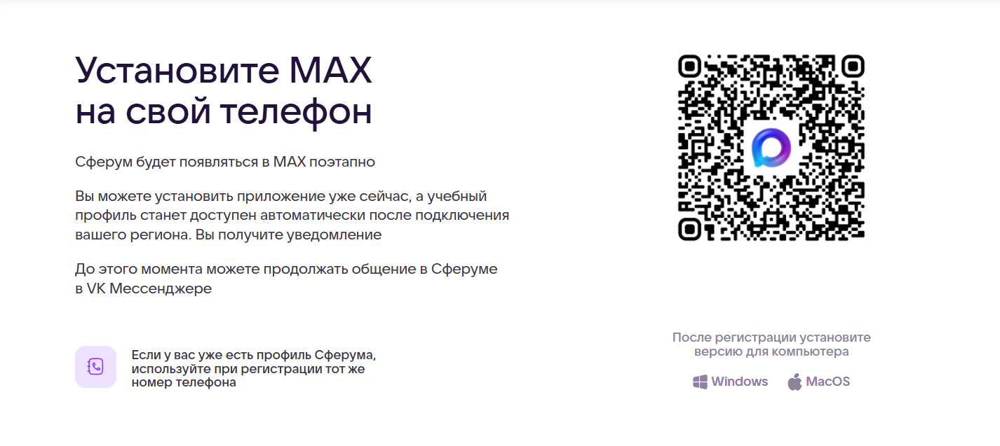 Установите MAX
на свой телефон
Сферум будет появляться в MAX поэтапно
Вы можете установить приложение уже сейчас, а учебный
профиль станет доступен автоматически после подключения
вашего региона. Вы получите уведомление
До этого момента можете продолжать общение в Сферуме
в VK Мессенджере
Если у вас уже есть профиль Сферума,
используйте при регистрации тот же
номер телефона
После регистрации установите
версию для компьютера
Windows MacOS